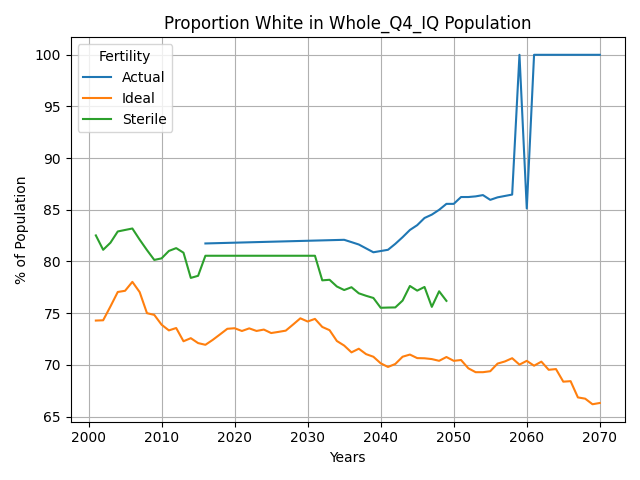 Proportion White in Whole_Q4_IQ Population
Fertility
Actual
Ideal
Sterile
% of Population
100
95
90
85
80
75
70
65
2000 2010 2020 2030 2040 2050 2060 2070
Years